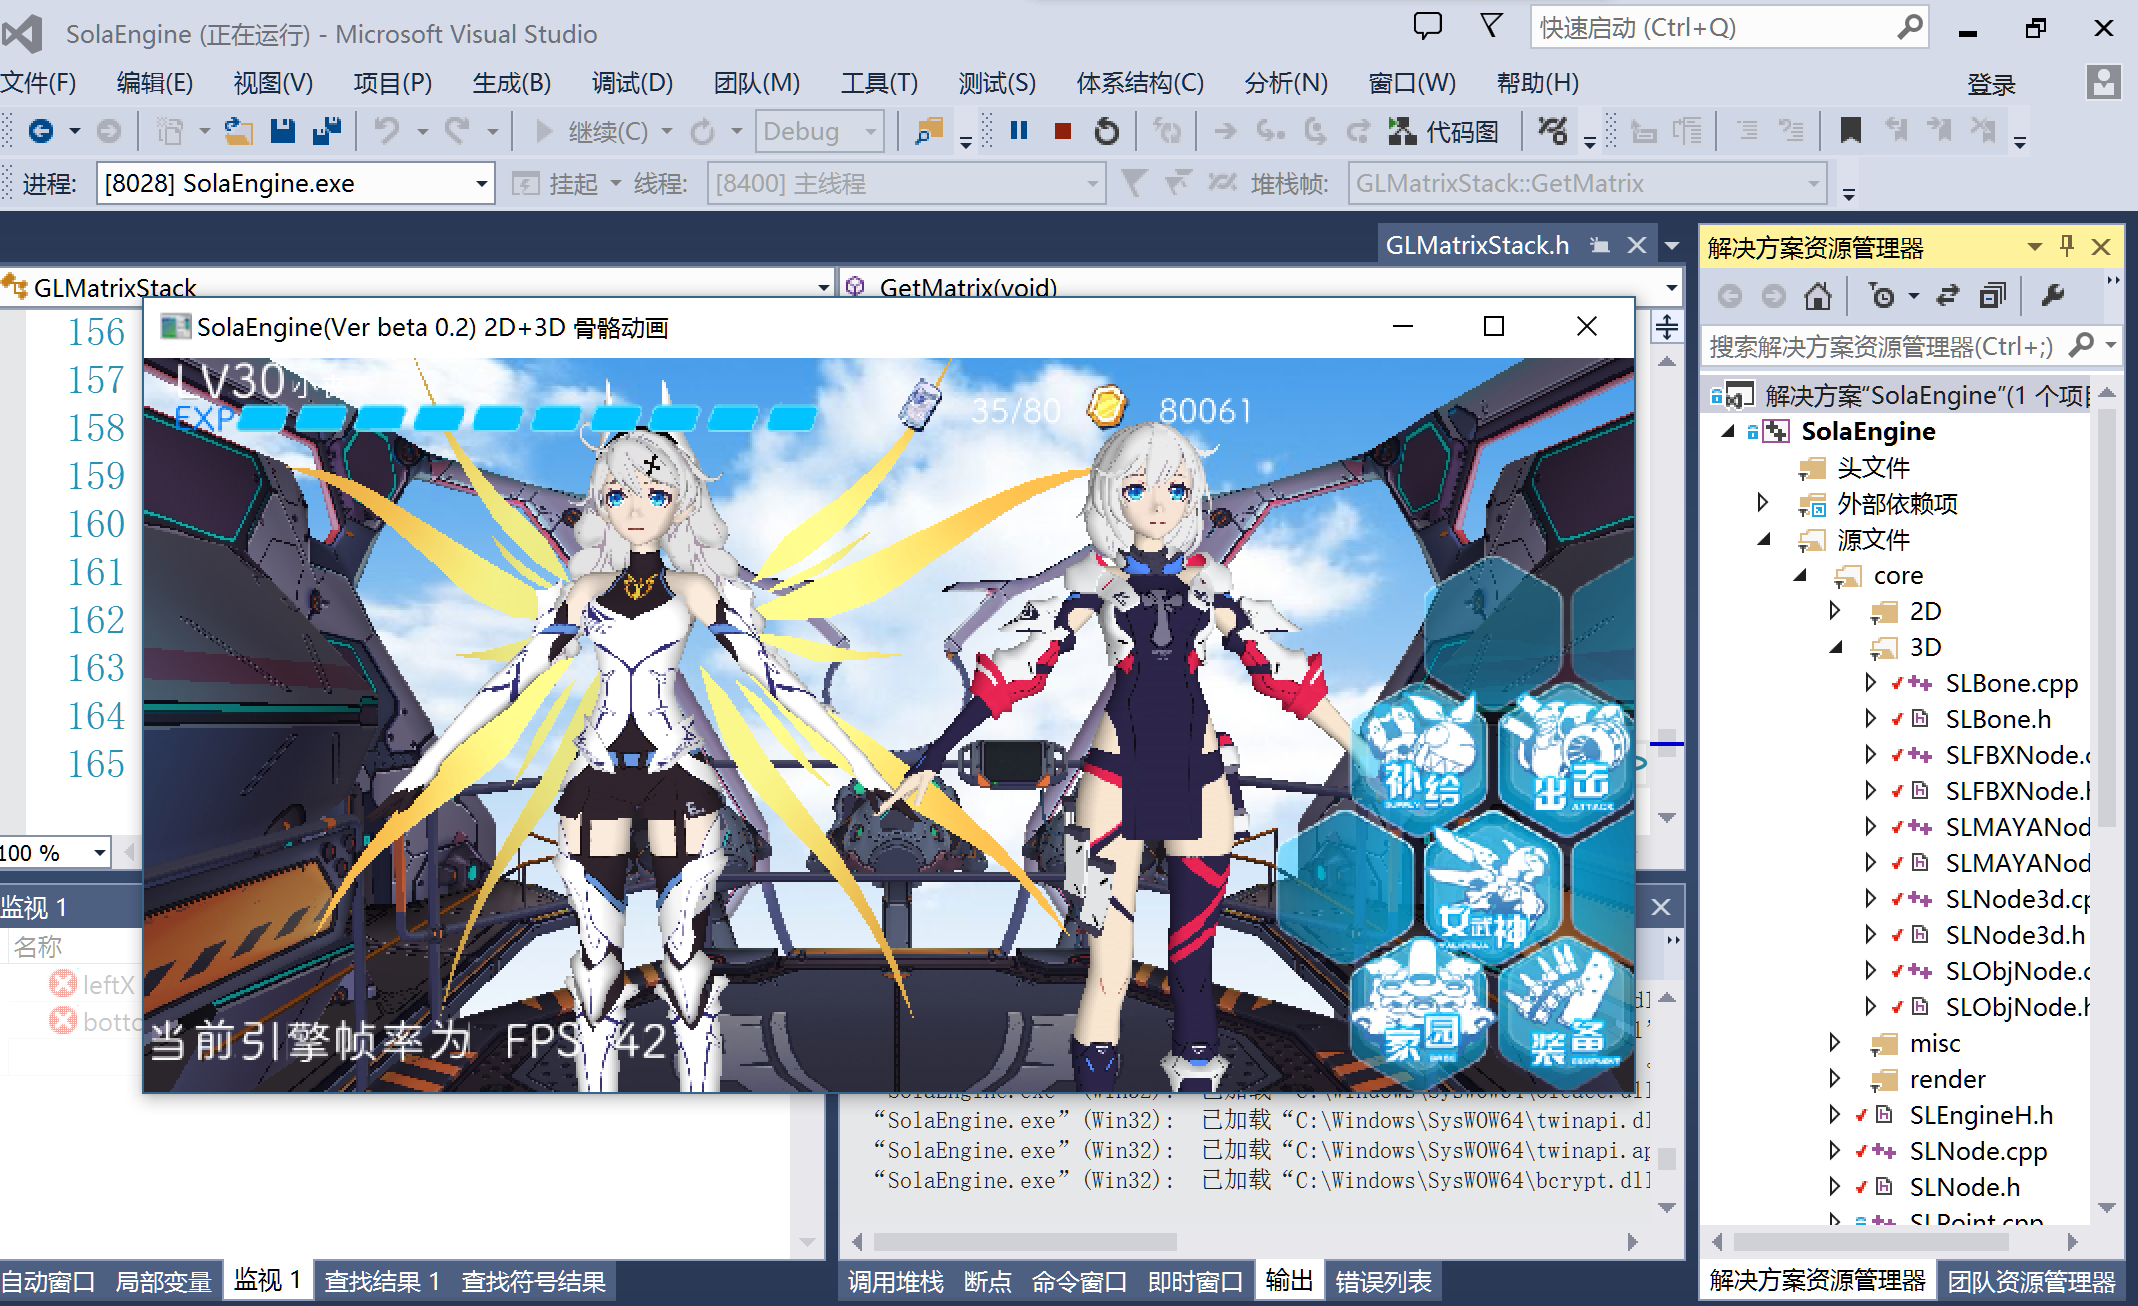 SolaEngine (正在运行) - Microsoft Visual Studio
快速启动 (Ctrl+Q)
文件(F) 编辑(E) 视图(V) 项目(P) 生成(B) 调试(D) 团队(M) 工具(T) 测试(S) 体系结构(C) 分析(N) 窗口(W) 帮助(H) 登录
继续(C) Debug 代码图
进程: [8028] SolaEngine.exe 挂起 线程: [8400] 主线程 堆栈帧: GLMatrixStack::GetMatrix
GLMatrixStack.h
GLMatrixStack GetMatrix(void)
156
157
158
159
160
161
162
163
164
165
100 %
SolaEngine(Ver beta 0.2) 2D+3D 骨骼动画
LV30
EXP
35/80 80061
补给
SUPPLY
出击
ATTACK
女武神
家园
装备
当前引擎帧率为 FPS 42
监视 1
名称
leftX
“SolaEngine.exe” (Win32): 已加载 “C:\Windows\SysWOW64\twinapi.dl
“SolaEngine.exe” (Win32): 已加载 “C:\Windows\SysWOW64\twinapi.ap
“SolaEngine.exe” (Win32): 已加载 “C:\Windows\SysWOW64\bcrypt.dll
自动窗口 局部变量 监视 1 查找结果 1 查找符号结果
调用堆栈 断点 命令窗口 即时窗口 输出 错误列表
解决方案资源管理器
搜索解决方案资源管理器(Ctrl+;)
解决方案“SolaEngine”(1 个项目
SolaEngine
头文件
外部依赖项
源文件
core
2D
3D
SLBone.cpp
SLBone.h
SLFBXNode.c
SLFBXNode.h
SLMAYANod
SLMAYANod
SLNode3d.cp
SLNode3d.h
SLObjNode.c
SLObjNode.h
misc
render
SLEngineH.h
SLNode.cpp
SLNode.h
SLPoint.cpp
解决方案资源管理器 团队资源管理器